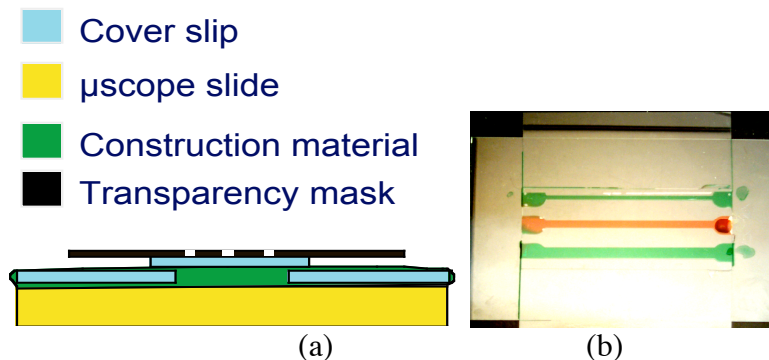 Cover slip
µscope slide
Construction material
Transparency mask
(a)
(b)